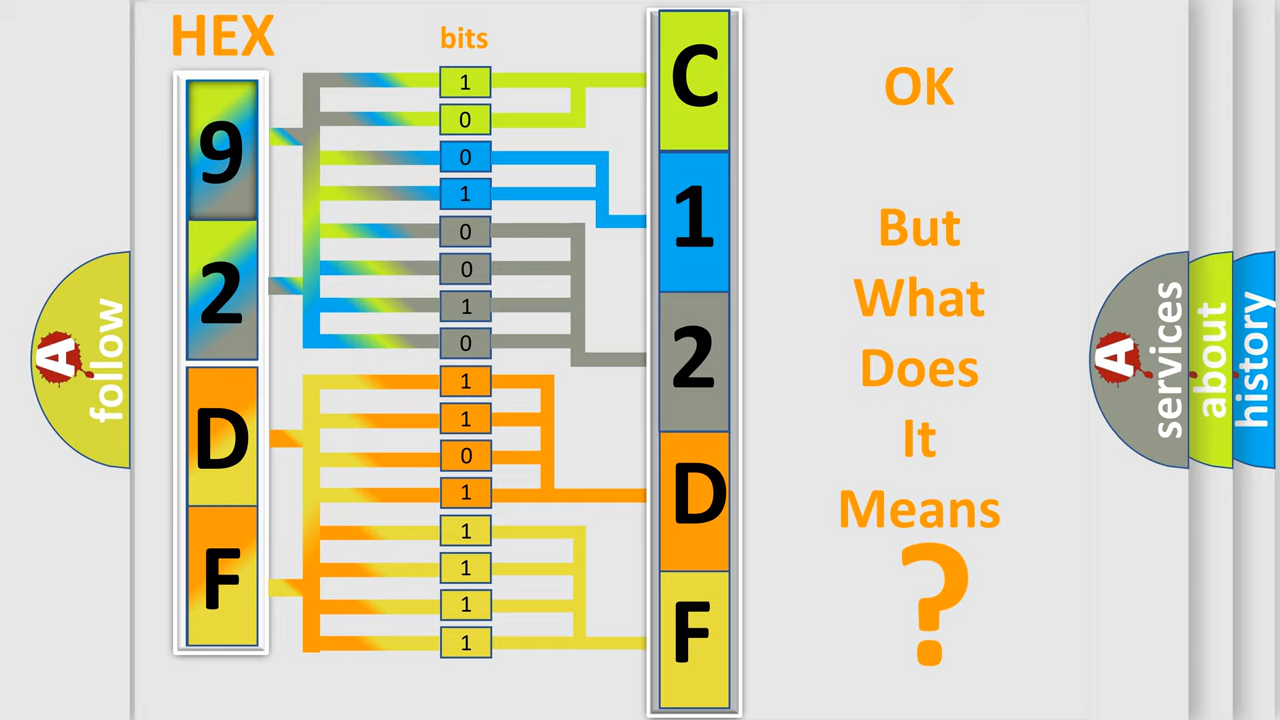 HEX
bits
9
2
D
F
1
0
0
1
0
0
1
0
1
1
0
1
1
1
1
1
C
1
2
D
F
OK
But
What
Does
It
Means
?
A
follow
A
services
about
history